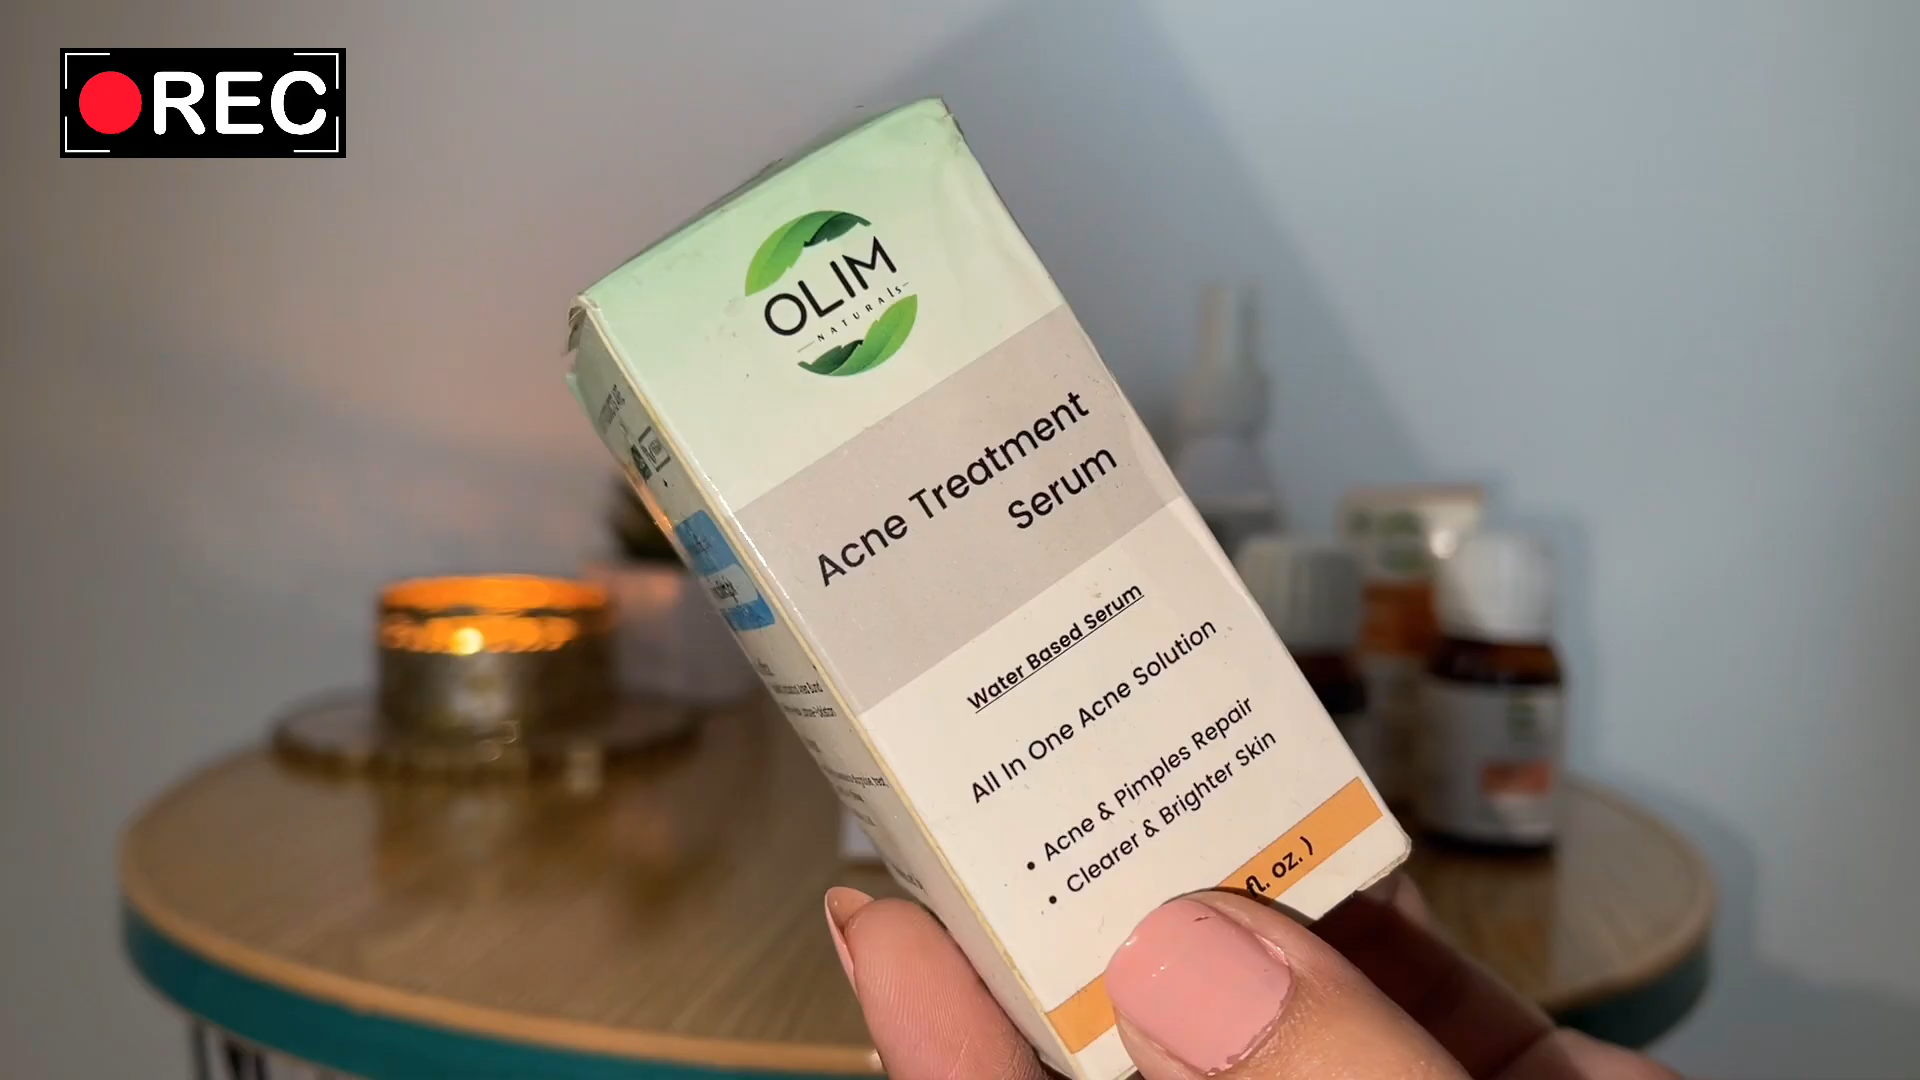 REC
OLIM
NATURALS
Acne Treatment
Serum
Water Based Serum
All In One Acne Solution
• Acne & Pimples Repair
• Clearer & Brighter Skin
fl. oz. )